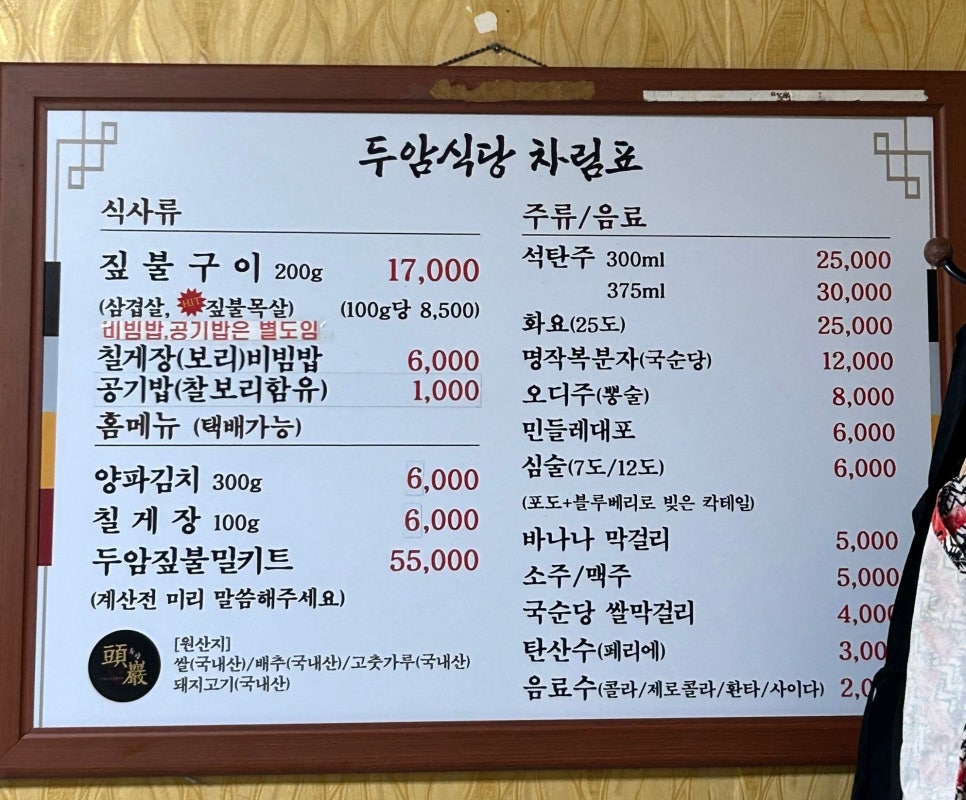 두암식당 차림표
식사류
짚 불 구 이 200g 17,000
(삼겹살, HIT 짚불목살) (100g당 8,500)
비빔밥,공기밥은 별도임
칠게장(보리)비빔밥 6,000
공기밥(찰보리함유) 1,000
홈메뉴 (택배가능)
양파김치 300g 6,000
칠 게 장 100g 6,000
두암짚불밀키트 55,000
(계산전 미리 말씀해주세요)
頭巖
[원산지]
쌀(국내산)/배추(국내산)/고춧가루(국내산)
돼지고기(국내산)
주류/음료
석탄주 300ml 25,000
375ml 30,000
화요(25도) 25,000
명작복분자(국순당) 12,000
오디주(뽕술) 8,000
민들레대포 6,000
심술(7도/12도) 6,000
(포도+블루베리로 빚은 칵테일)
바나나 막걸리 5,000
소주/맥주 5,000
국순당 쌀막걸리 4,00
탄산수(페리에) 3,00
음료수(콜라/제로콜라/환타/사이다) 2,0